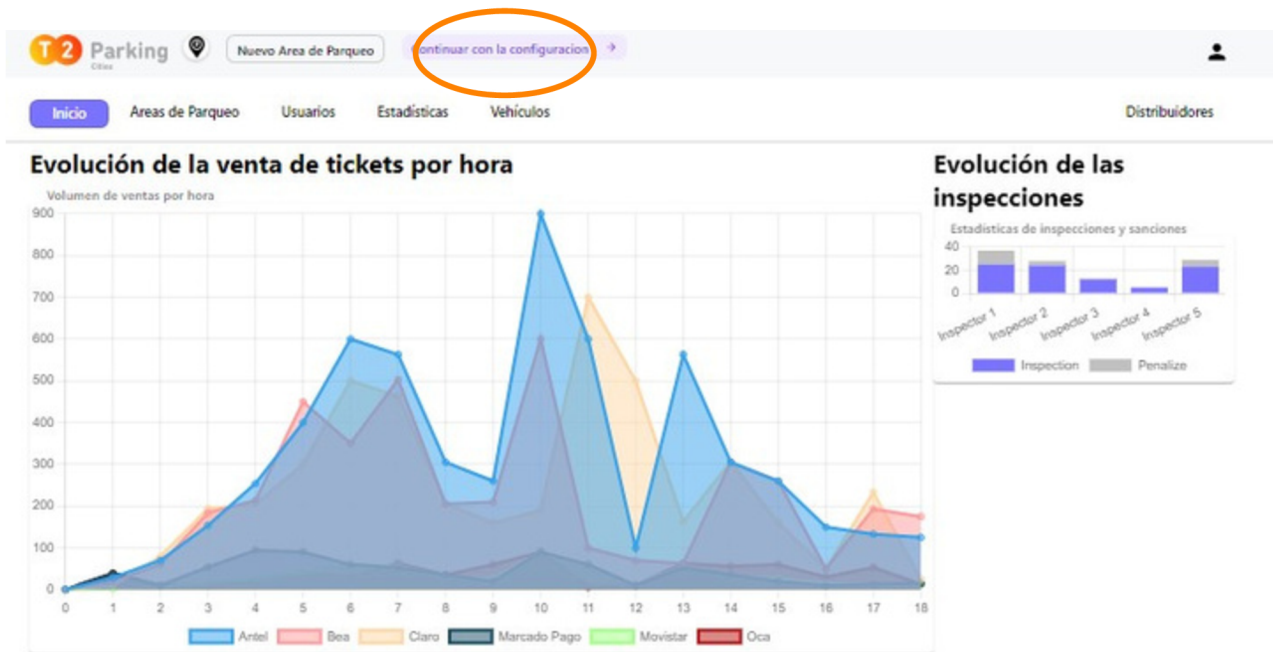 T2 Parking
Cities
Nuevo Area de Parqueo
Continuar con la configuracion →
Inicio
Areas de Parqueo
Usuarios
Estadísticas
Vehículos
Distribuidores
Evolución de la venta de tickets por hora
Volumen de ventas por hora
900
800
700
600
500
400
300
200
100
0
0 1 2 3 4 5 6 7 8 9 10 11 12 13 14 15 16 17 18
Antel Bea Claro Marcado Pago Movistar Oca
Evolución de las
inspecciones
Estadísticas de inspecciones y sanciones
40
20
0
Inspector 1 Inspector 2 Inspector 3 Inspector 4 Inspector 5
Inspection Penalize